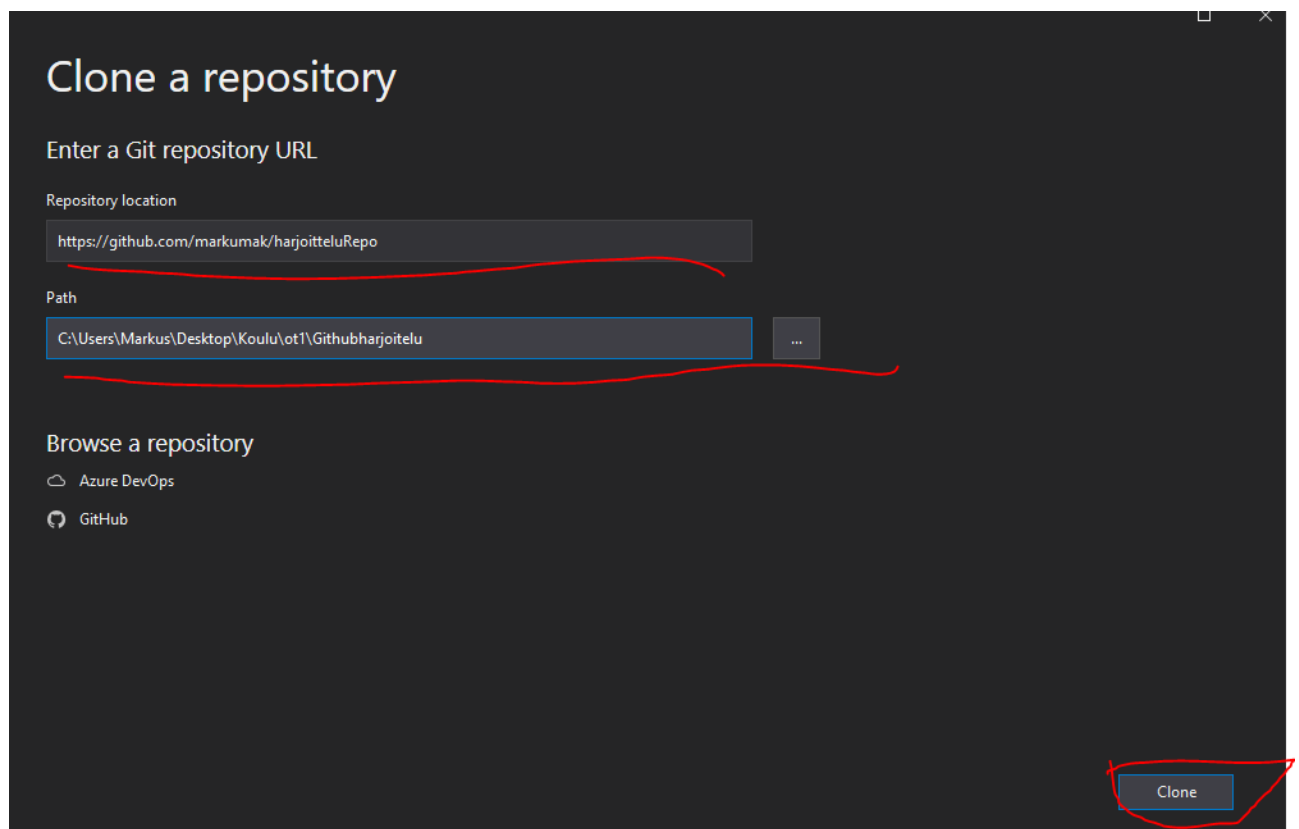 Clone a repository
Enter a Git repository URL
Repository location
https://github.com/markumak/harjoitteluRepo
Path
C:\Users\Markus\Desktop\Koulu\ot1\Githubharjoitelu
...
Browse a repository
Azure DevOps
GitHub
Clone